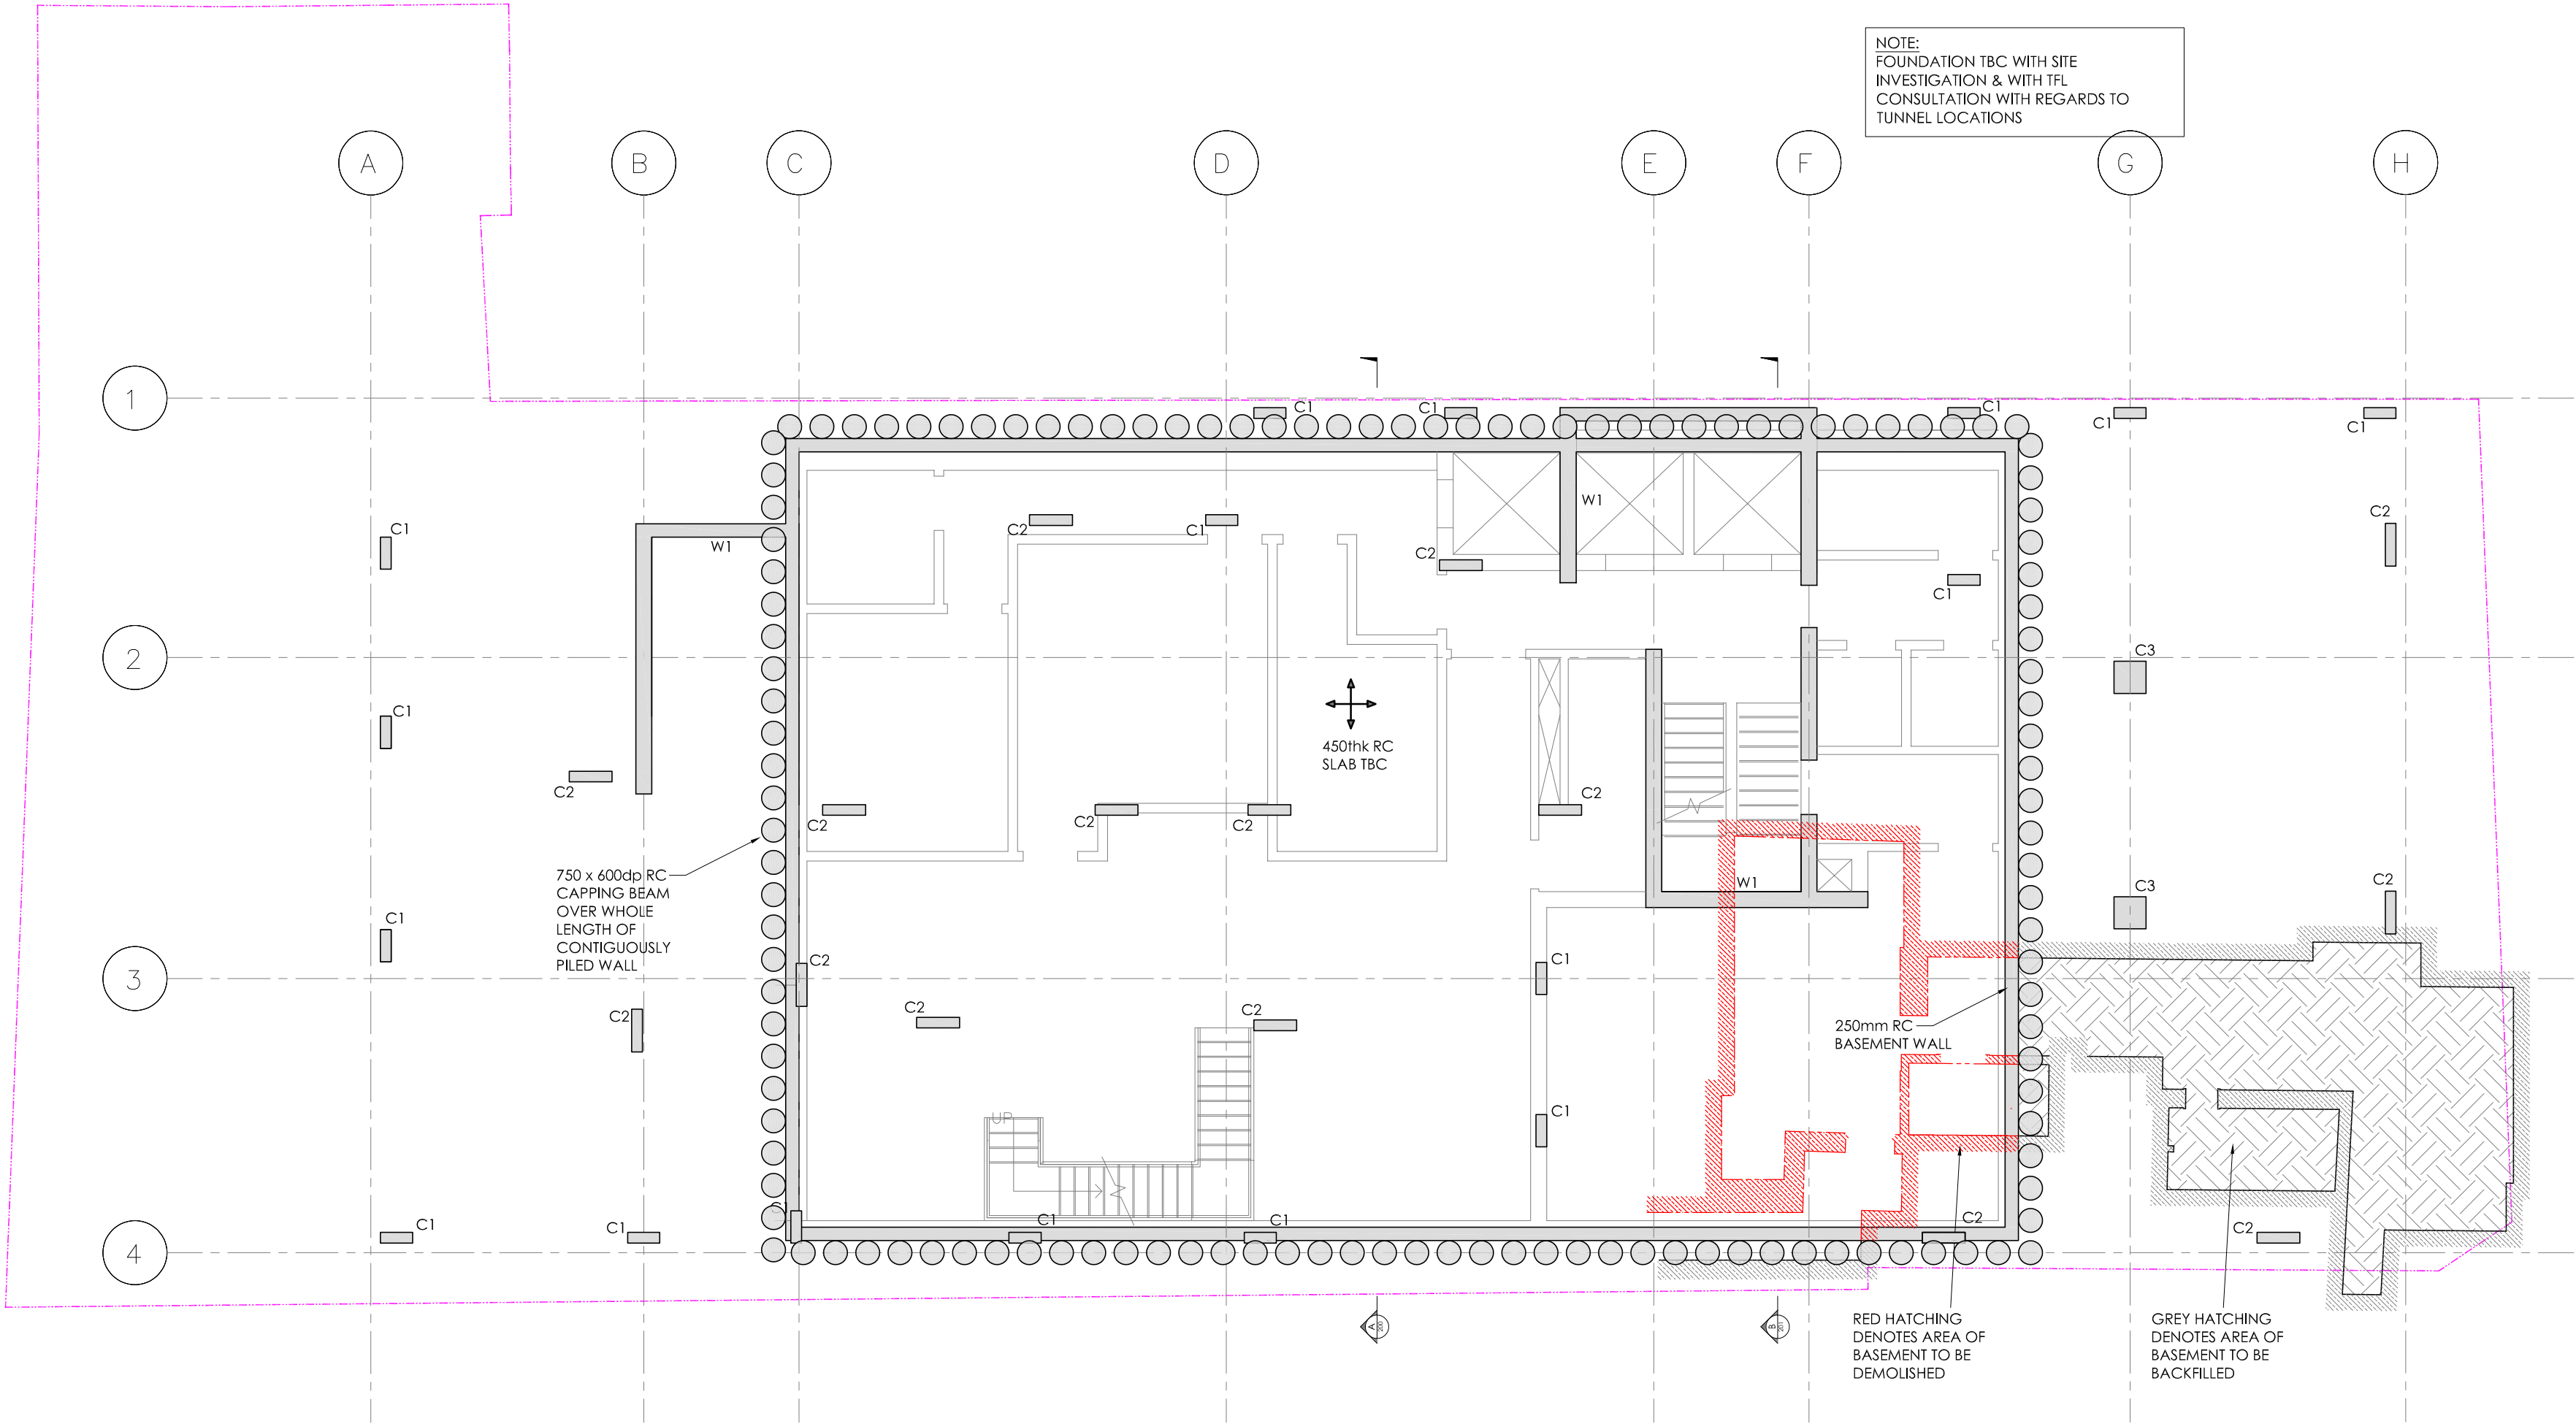 NOTE:
FOUNDATION TBC WITH SITE
INVESTIGATION & WITH TFL
CONSULTATION WITH REGARDS TO
TUNNEL LOCATIONS
A
B
C
D
E
F
G
H
1
C1
C1
C1
C1
C1
C1
W1
C2
C1
C2
W1
C1
C2
2
C3
C1
450thk RC
SLAB TBC
C2
C2
C2
C2
C2
750 x 600dp RC
CAPPING BEAM
OVER WHOLE
LENGTH OF
CONTIGUOUSLY
PILED WALL
W1
C3
C2
C1
3
C2
C1
C2
C2
C2
250mm RC
BASEMENT WALL
UP
C1
4
C1
C1
C1
C1
C2
C2
A
200
B
201
RED HATCHING
DENOTES AREA OF
BASEMENT TO BE
DEMOLISHED
GREY HATCHING
DENOTES AREA OF
BASEMENT TO BE
BACKFILLED